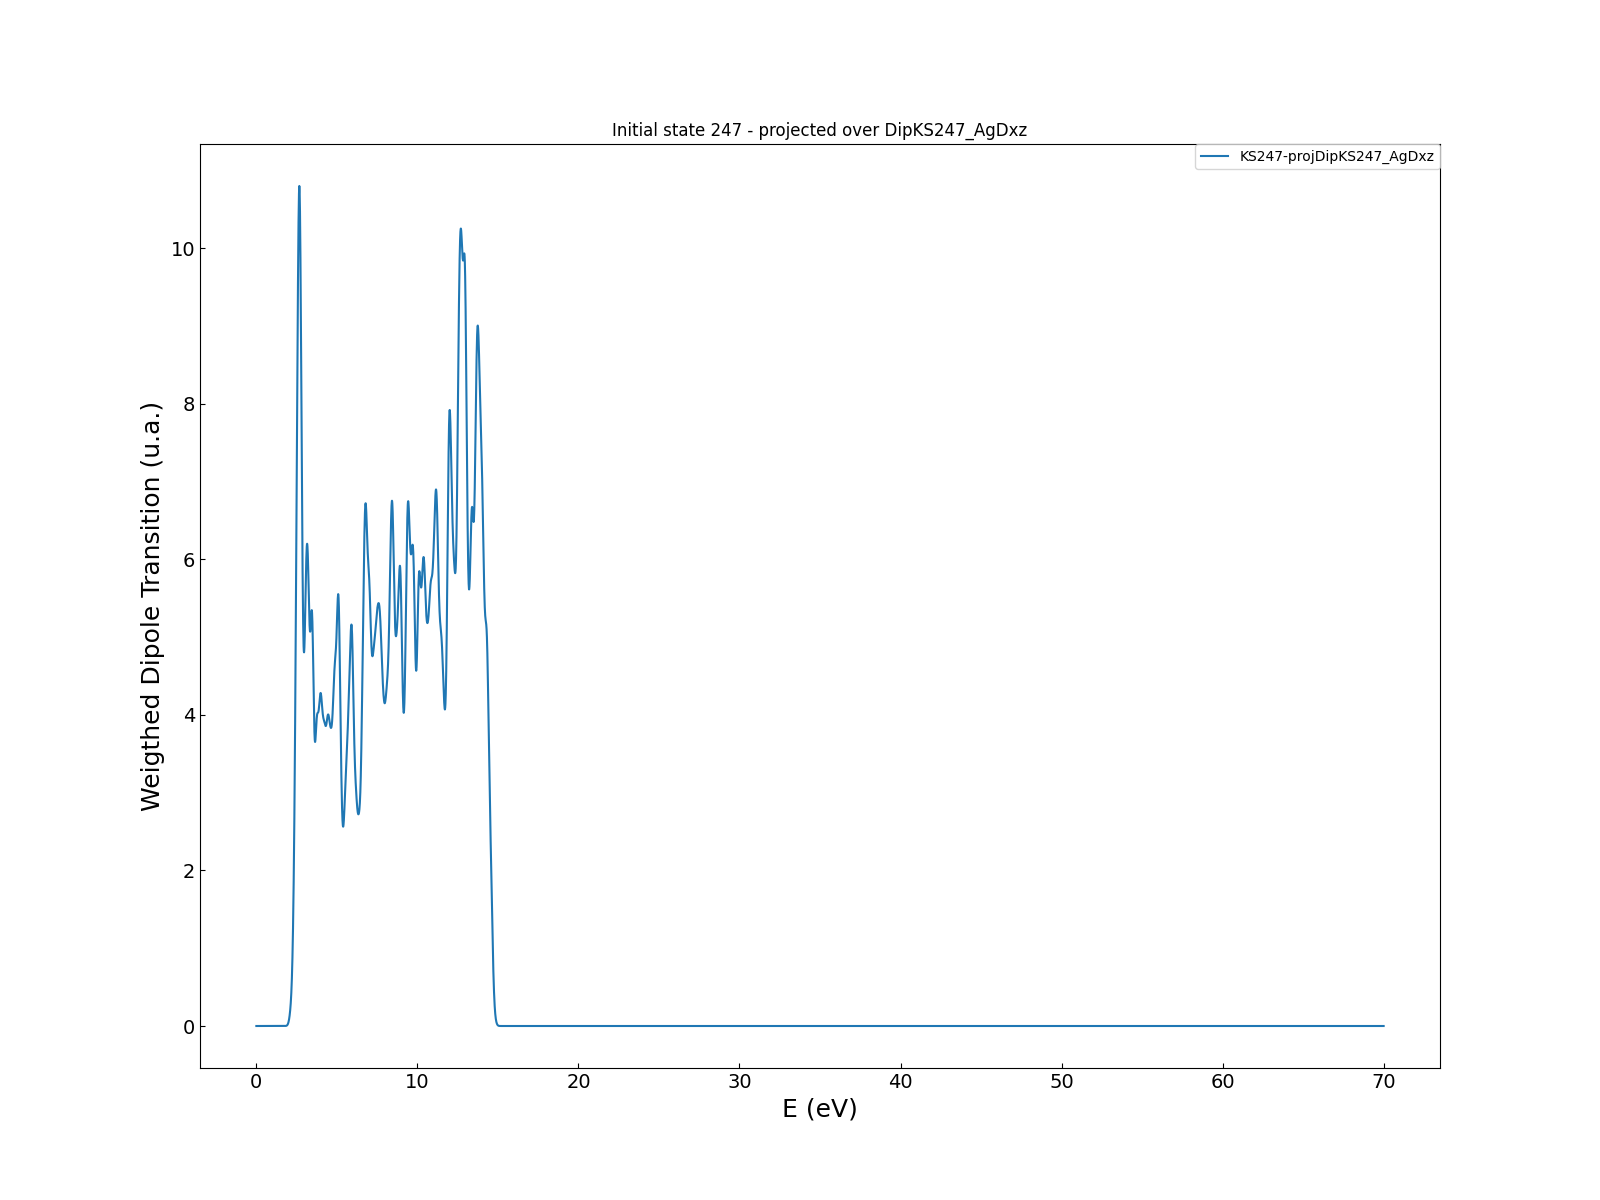 Initial state 247 - projected over DipKS247_AgDxz
KS247-projDipKS247_AgDxz
Weigthed Dipole Transition (u.a.)
10
8
6
4
2
0
0 10 20 30 40 50 60 70
E (eV)